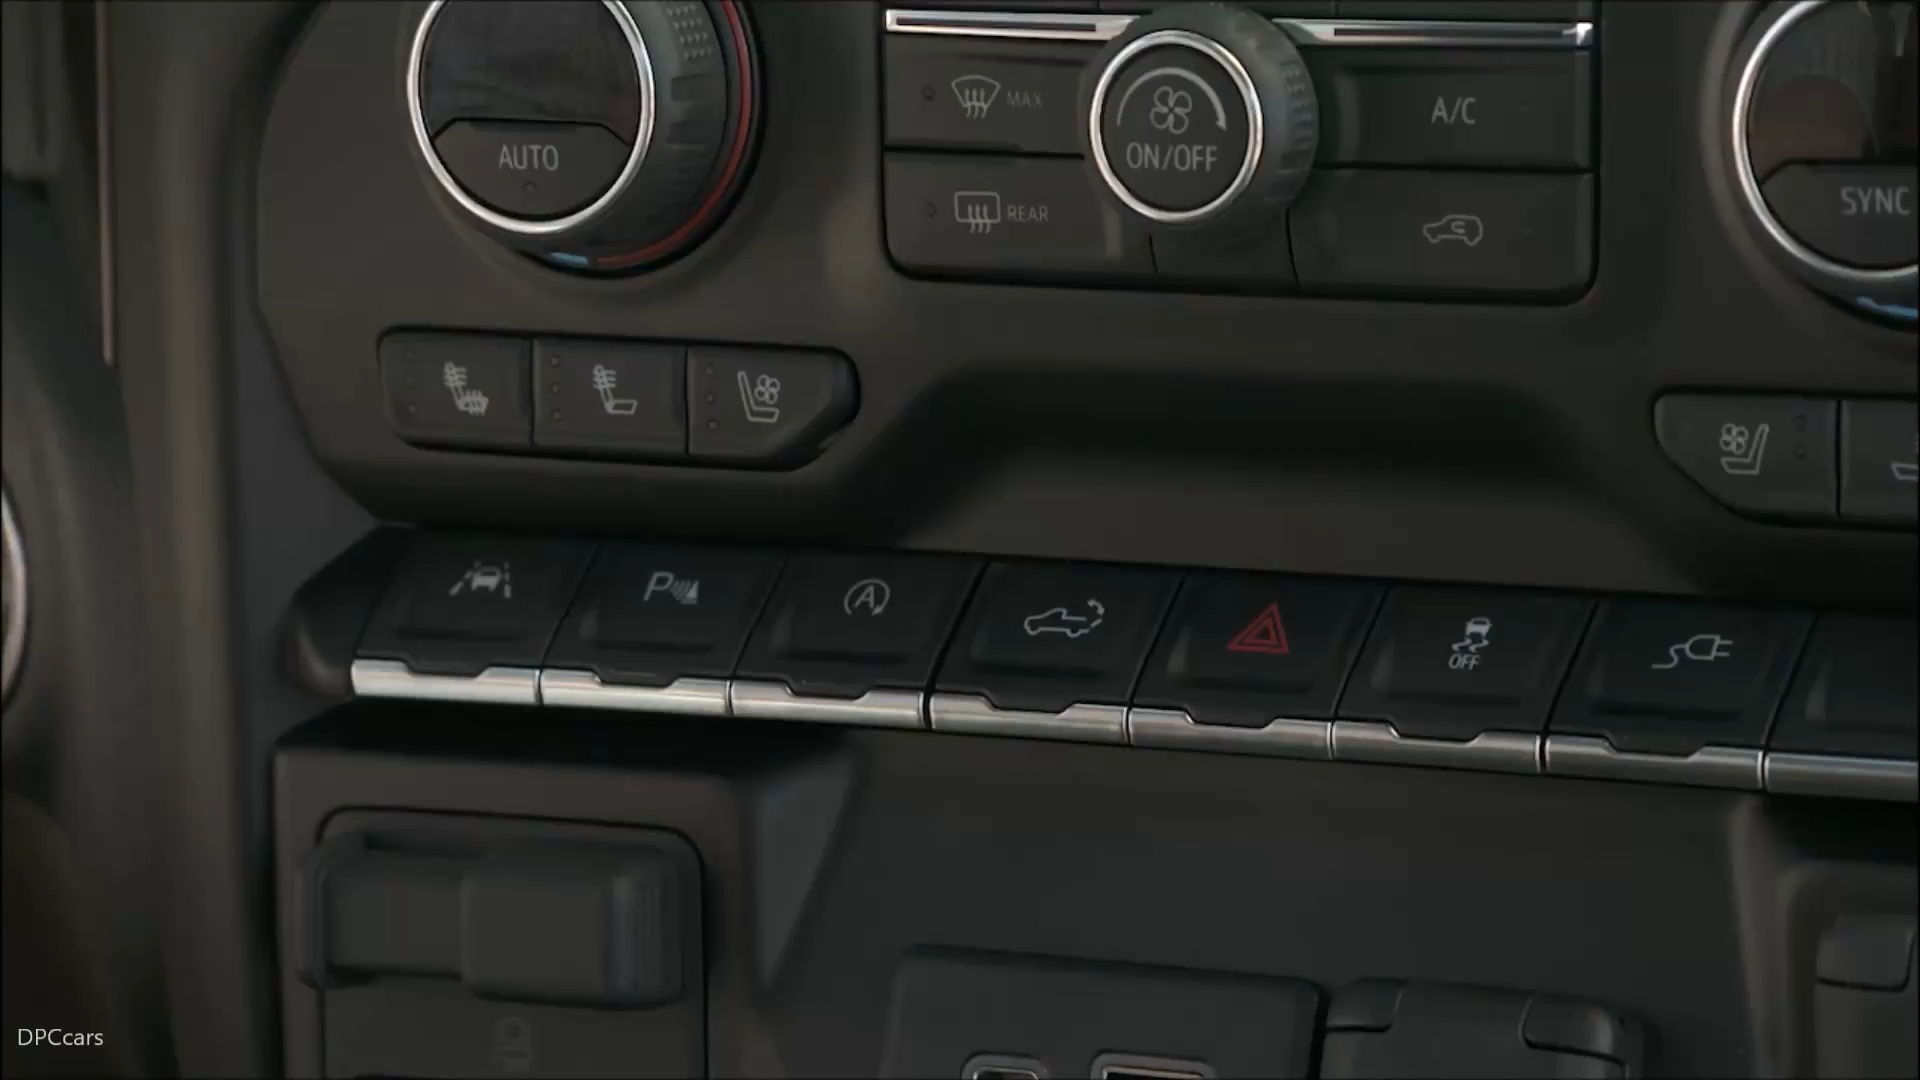 MAX
A/C
AUTO
ON/OFF
REAR
SYNC
P
A
OFF
DPCcars